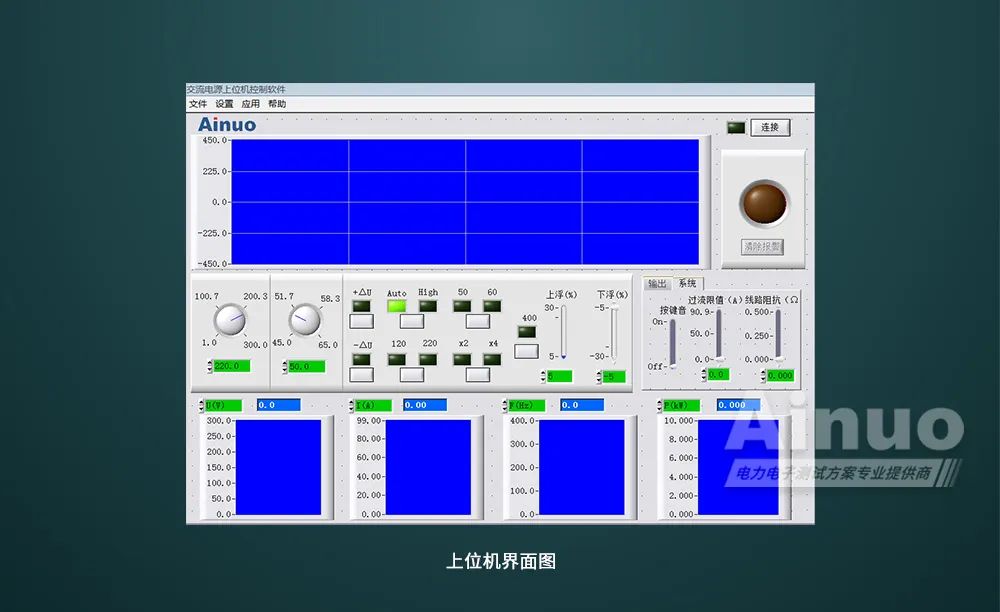 交流电源上位机控制软件
文件 设置 应用 帮助
Ainuo
连接
450.0
225.0
0.0
-225.0
-450.0
清除报警
输出 系统
100.7 200.3
1.0 300.0
220.0
51.7 58.3
45.0 65.0
50.0
+△U Auto High 50 60
400
-△U 120 220 x2 x4
上浮(%) 下浮(%)
30 -5
5 -30
5 -5
按键音 过流限值(A) 线路阻抗(Ω
On 90.9 0.500
50.0 0.250
Off 0.0 0.000
0.0 0.000
U(V) 0.0
300.0
250.0
200.0
150.0
100.0
50.0
0.0
I(A) 0.00
99.00
80.00
60.00
40.00
20.00
0.00
F(Hz) 0.0
400.0
300.0
200.0
100.0
0.0
P(kW) 0.000
10.000
8.000
6.000
4.000
2.000
0.000
Ainuo
电力电子测试方案专业提供商
上位机界面图